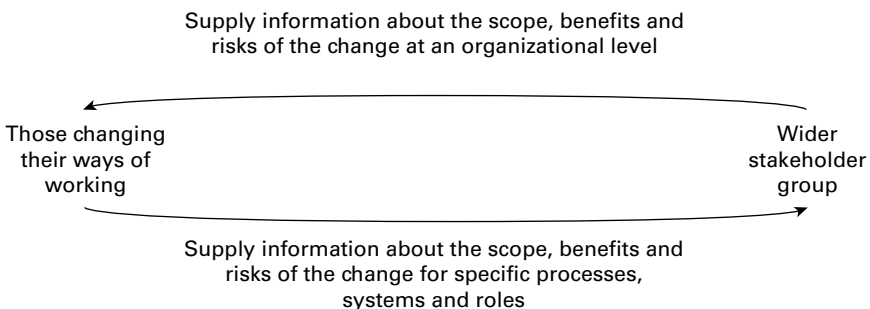 Supply information about the scope, benefits and
risks of the change at an organizational level
Those changing
their ways of
working
Wider
stakeholder
group
Supply information about the scope, benefits and
risks of the change for specific processes,
systems and roles